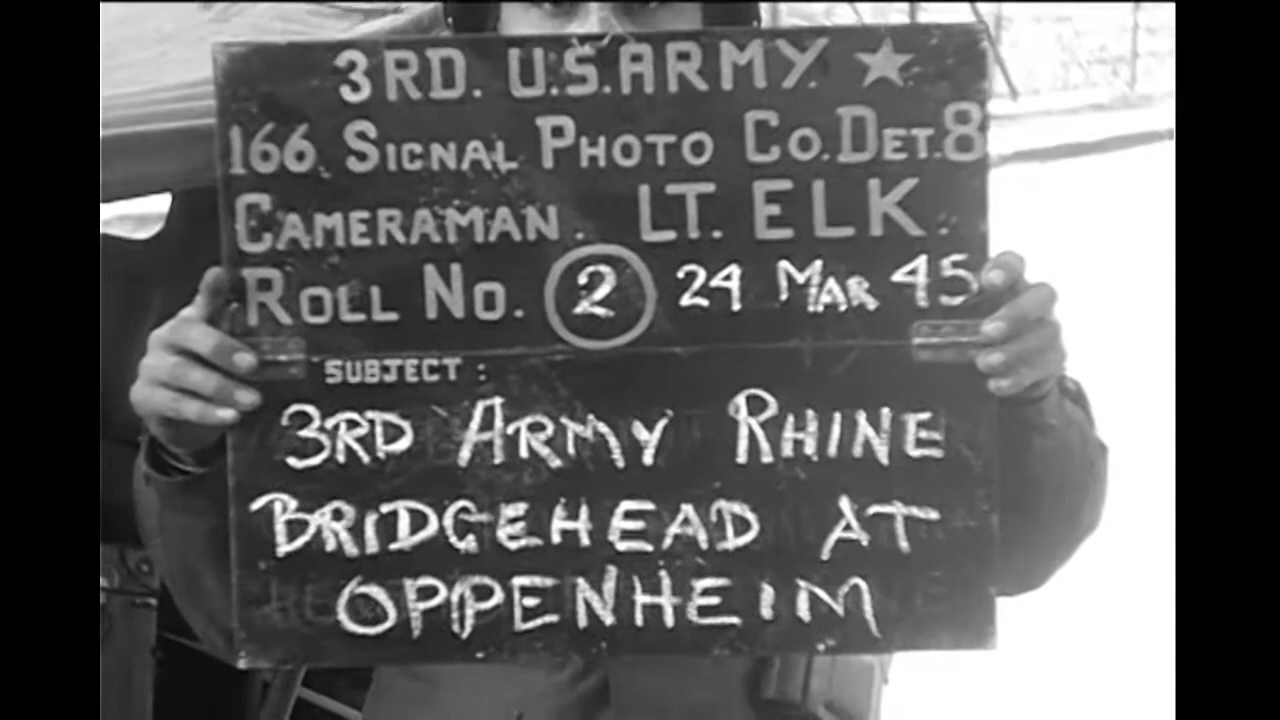 3RD. U.S. ARMY. ★
166. SIGNAL PHOTO CO. DET. 8
CAMERAMAN. LT. ELK.
ROLL NO. 2 24 MAR 45
SUBJECT:
3RD ARMY RHINE
BRIDGEHEAD AT
OPPENHEIM